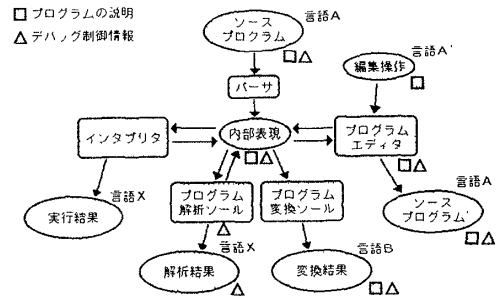 □ プログラムの説明
△ デバッグ制御情報
言語A
ソース
プログラム
□△
言語A'
編集操作
□
パーサ
インタプリタ
内部表現
□△
プログラム
エディタ
□△
言語X
実行結果
プログラム
解析ツール
△
プログラム
変換ツール
言語A
ソース
プログラム'
□△
言語X
解析結果
△
言語B
変換結果
□△